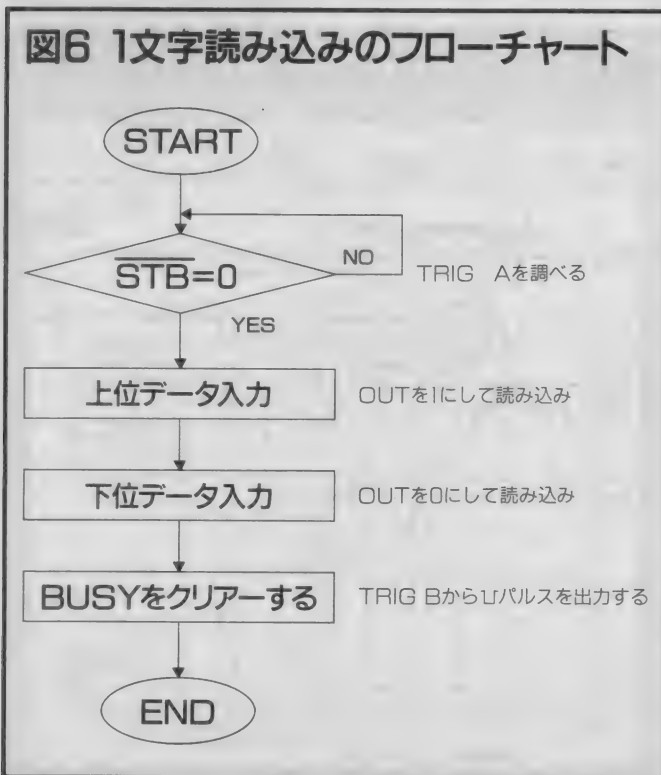 図6 1文字読み込みのフローチャート
START
S̅T̅B̅=0
NO
TRIG Aを調べる
YES
上位データ入力
OUTを1にして読み込み
下位データ入力
OUTを0にして読み込み
BUSYをクリアーする
TRIG Bから⊔パルスを出力する
END